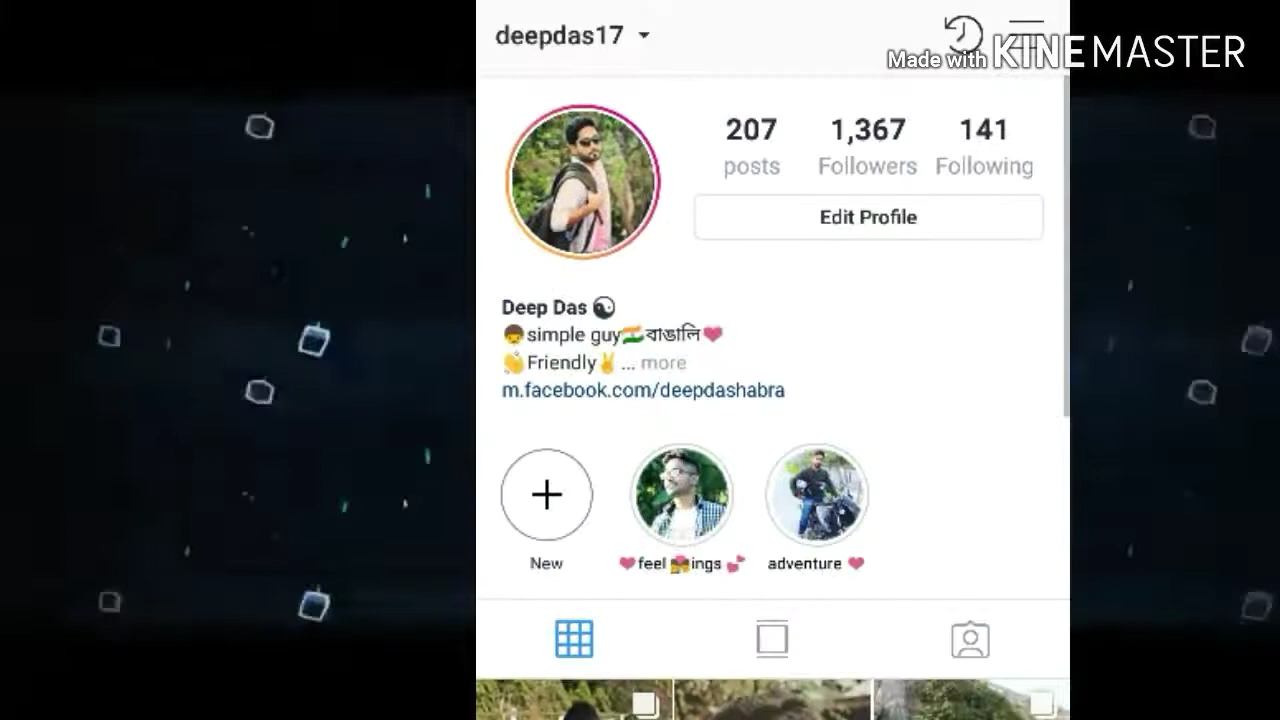 deepdas17
Made with KINEMASTER
207 1,367 141
posts Followers Following
Edit Profile
Deep Das ☯
👦simple guy🇮🇳বাঙালি❤
👏Friendly✌ ... more
m.facebook.com/deepdashabra
New ❤feel 💏ings 💕 adventure ❤